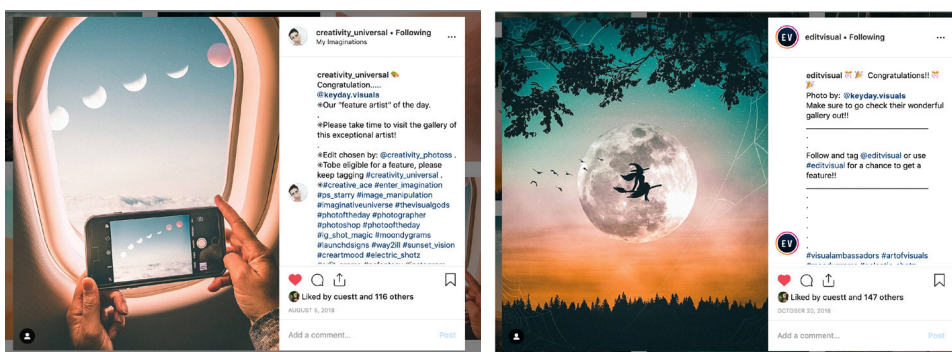 creativity_universal • Following
My Imaginations
...
creativity_universal
Congratulation.....
@keyday.visuals
✳Our "feature artist" of the day.
.
✳Please take time to visit the gallery of
this exceptional artist!
.
✳Edit chosen by: @creativity_photoss .
✳Tobe eligible for a feature, please
keep tagging #creativity_universal .
✳#creative_ace #enter_imagination
#ps_starry #image_manipulation
#imaginativeuniverse #thevisualgods
#photoftheday #photographer
#photoshop #photooftheday
#ig_shot_magic #moondygrams
#launchdsigns #way2ill #sunset_vision
#creartmood #electric_shotz
Liked by cuestt and 116 others
AUGUST 5, 2018
Add a comment...
Post
EV
editvisual • Following
...
editvisual 🎊 🎉 Congratulations!! 🎊
🎉
Photo by: @keyday.visuals
Make sure to go check their wonderful
gallery out!!
.
.
Follow and tag @editvisual or use
#editvisual for a chance to get a
feature!!
.
.
.
.
.
EV
#visualambassadors #artofvisuals
Liked by cuestt and 147 others
OCTOBER 20, 2018
Add a comment...
Post